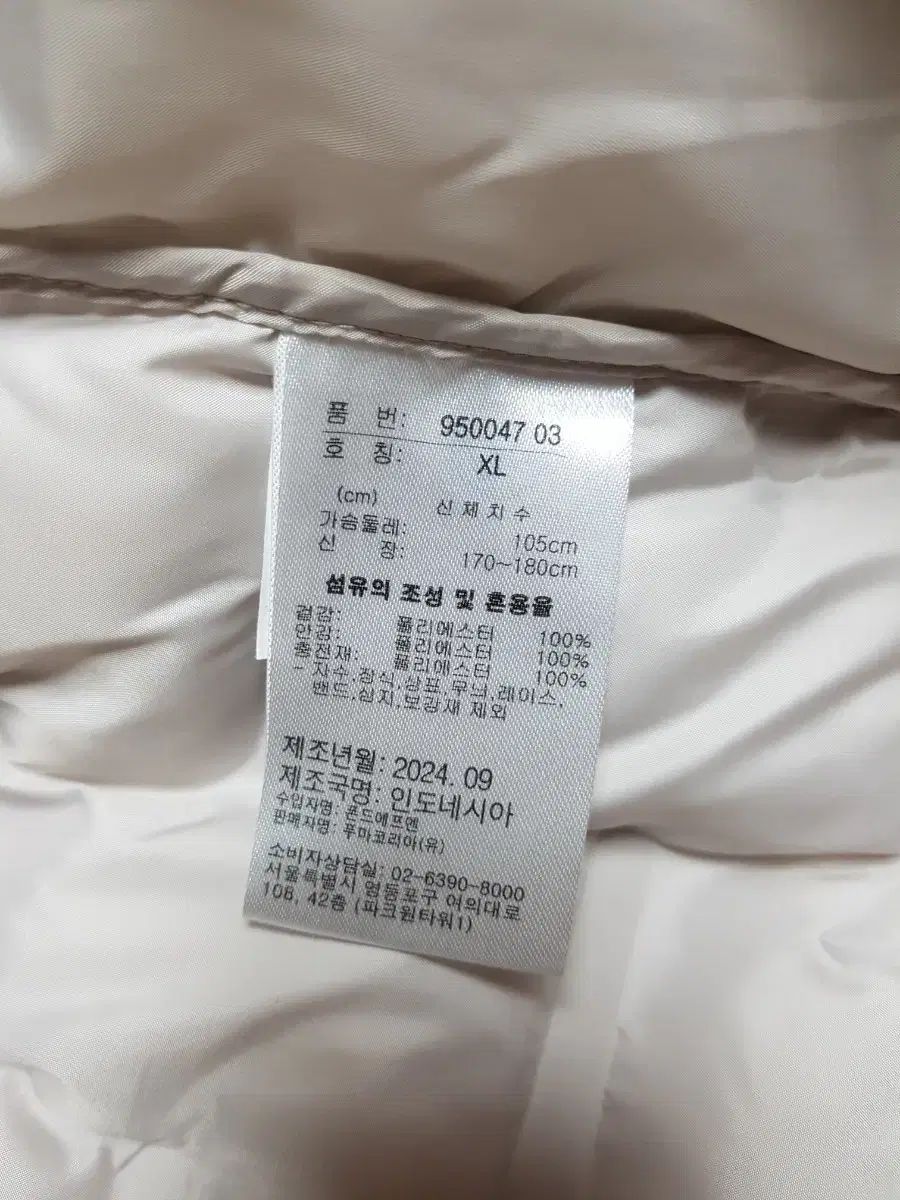 품 번: 950047 03
호 칭: XL
(cm) 신체치수
가슴둘레: 105cm
신 장: 170~180cm
섬유의 조성 및 혼용율
겉감: 폴리에스터 100%
안감: 폴리에스터 100%
충전재: 폴리에스터 100%
- 자수,장식,상표,무늬,레이스,
밴드,심지,보강재 제외
제조년월: 2024. 09
제조국명: 인도네시아
수입자명: 폰드에프엔
판매자명: 푸마코리아(유)
소비자상담실: 02-6390-8000
서울특별시 영등포구 여의대로
108, 42층 (파크원타워1)